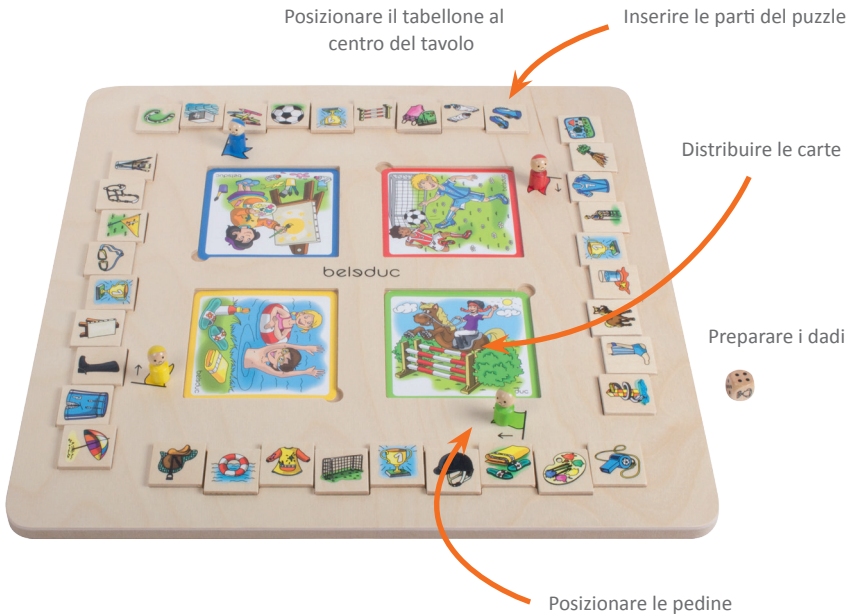 Posizionare il tabellone al
centro del tavolo
Inserire le parti del puzzle
Distribuire le carte
beleduc
Preparare i dadi
Posizionare le pedine